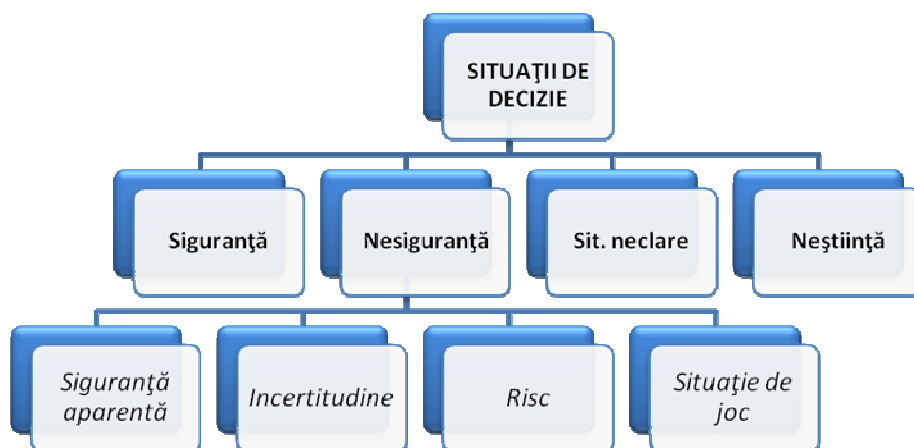 SITUAŢII DE
DECIZIE
Siguranţă
Nesiguranţă
Sit. neclare
Neştiinţă
Siguranţă
aparentă
Incertitudine
Risc
Situaţie de
joc